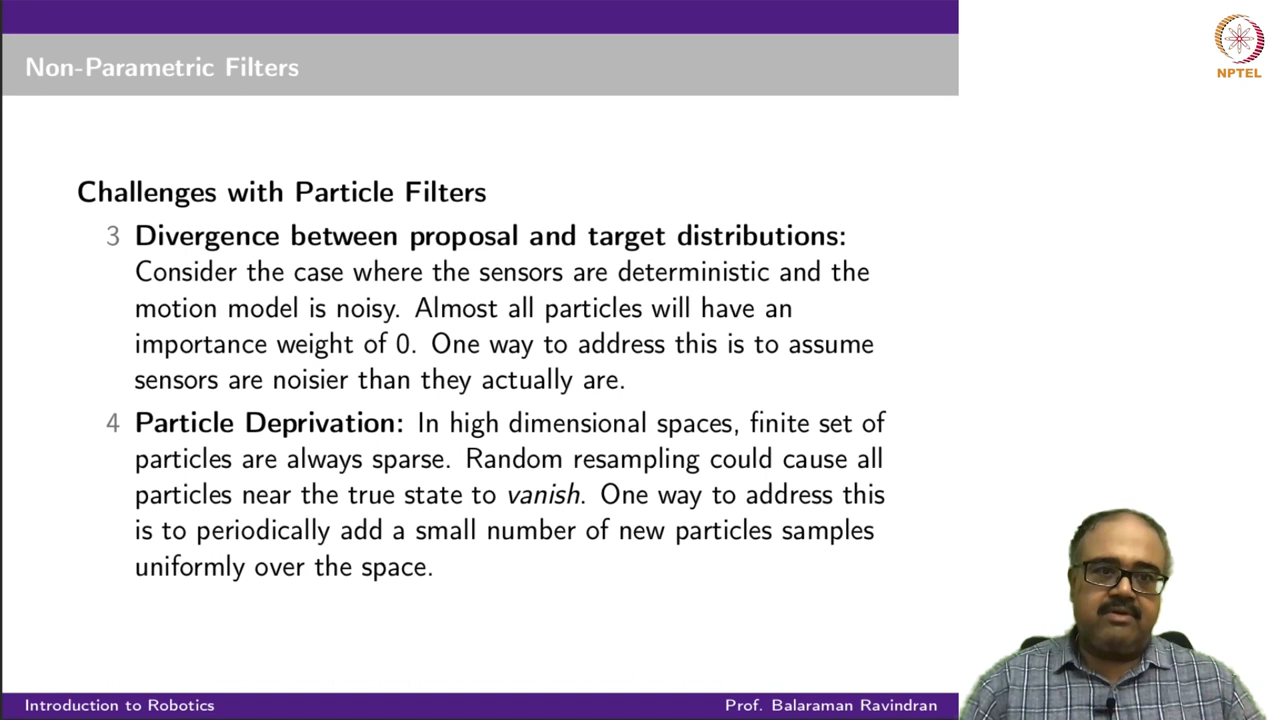 Non-Parametric Filters
NPTEL
Challenges with Particle Filters
3 Divergence between proposal and target distributions:
Consider the case where the sensors are deterministic and the
motion model is noisy. Almost all particles will have an
importance weight of 0. One way to address this is to assume
sensors are noisier than they actually are.
4 Particle Deprivation: In high dimensional spaces, finite set of
particles are always sparse. Random resampling could cause all
particles near the true state to vanish. One way to address this
is to periodically add a small number of new particles samples
uniformly over the space.
Introduction to Robotics
Prof. Balaraman Ravindran